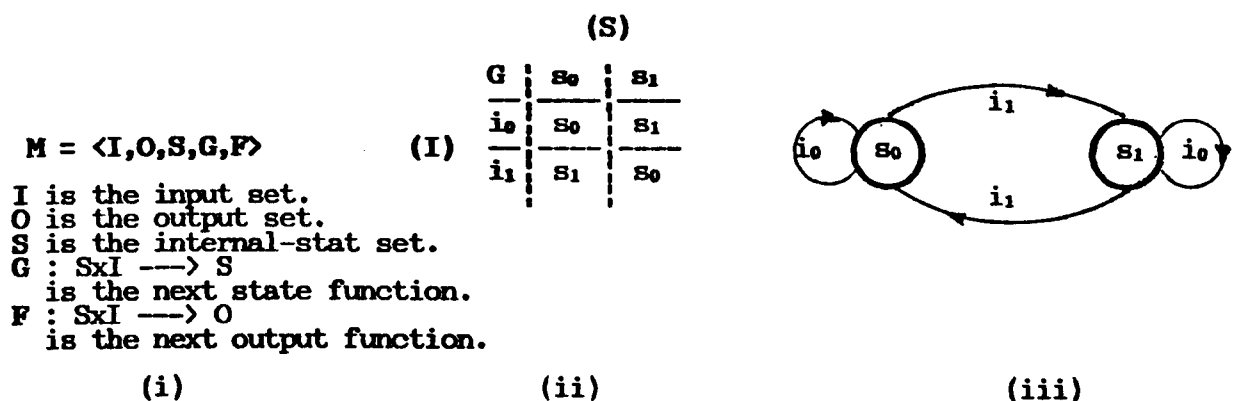 (S)
G s₀ s₁
i₀ s₀ s₁
(I)
i₁ s₁ s₀
M = <I,O,S,G,F>
I is the input set.
O is the output set.
S is the internal-stat set.
G : SxI ---> S
is the next state function.
F : SxI ---> O
is the next output function.
i₁
i₀ s₀ s₁ i₀
i₁
(i) (ii) (iii)